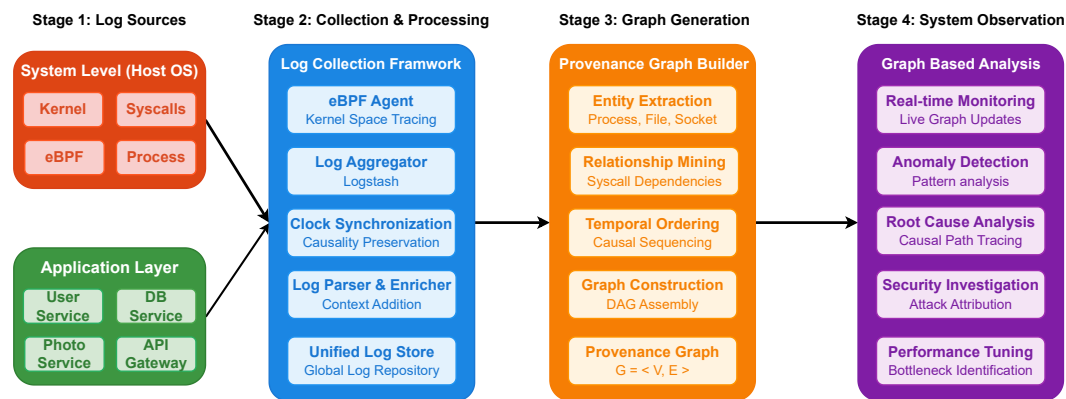 Stage 1: Log Sources
System Level (Host OS)
Kernel
Syscalls
eBPF
Process
Application Layer
User
Service
DB
Service
Photo
Service
API
Gateway
Stage 2: Collection & Processing
Log Collection Framwork
eBPF Agent
Kernel Space Tracing
Log Aggregator
Logstash
Clock Synchronization
Causality Preservation
Log Parser & Enricher
Context Addition
Unified Log Store
Global Log Repository
Stage 3: Graph Generation
Provenance Graph Builder
Entity Extraction
Process, File, Socket
Relationship Mining
Syscall Dependencies
Temporal Ordering
Causal Sequencing
Graph Construction
DAG Assembly
Provenance Graph
G = < V, E >
Stage 4: System Observation
Graph Based Analysis
Real-time Monitoring
Live Graph Updates
Anomaly Detection
Pattern analysis
Root Cause Analysis
Causal Path Tracing
Security Investigation
Attack Attribution
Performance Tuning
Bottleneck Identification